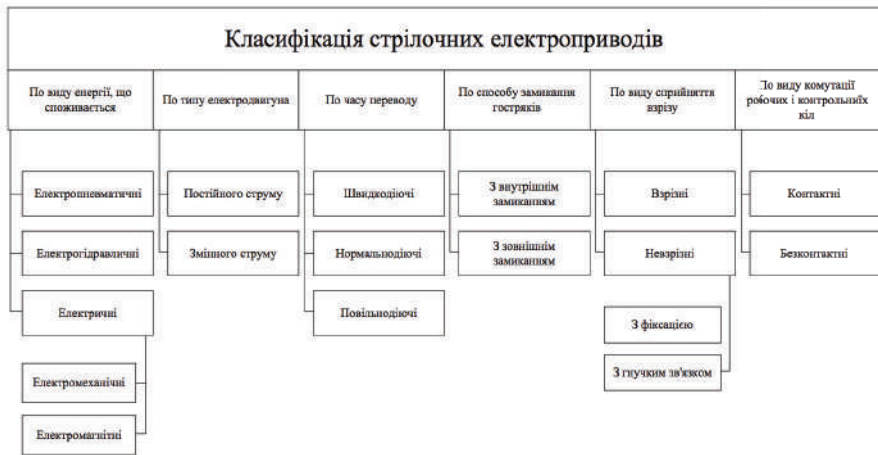 Класифікація стрілочних електроприводів
По виду енергії, що
споживається
По типу електродвигуна
По часу переводу
По способу замикання
гостряків
По виду сприйняття
взрізу
По виду комутації
робочих і контрольних
кіл
Електропневматичні
Електрогідравличні
Електричні
Електромеханічні
Електромагнітні
Постійного струму
Змінного струму
Швидкодіючі
Нормальнодіючі
Повільнодіючі
З внутрішнім
замиканням
З зовнішнім
замиканням
Взрізні
Невзрізні
З фіксацією
З гнучким зв'язком
Контактні
Безконтактні